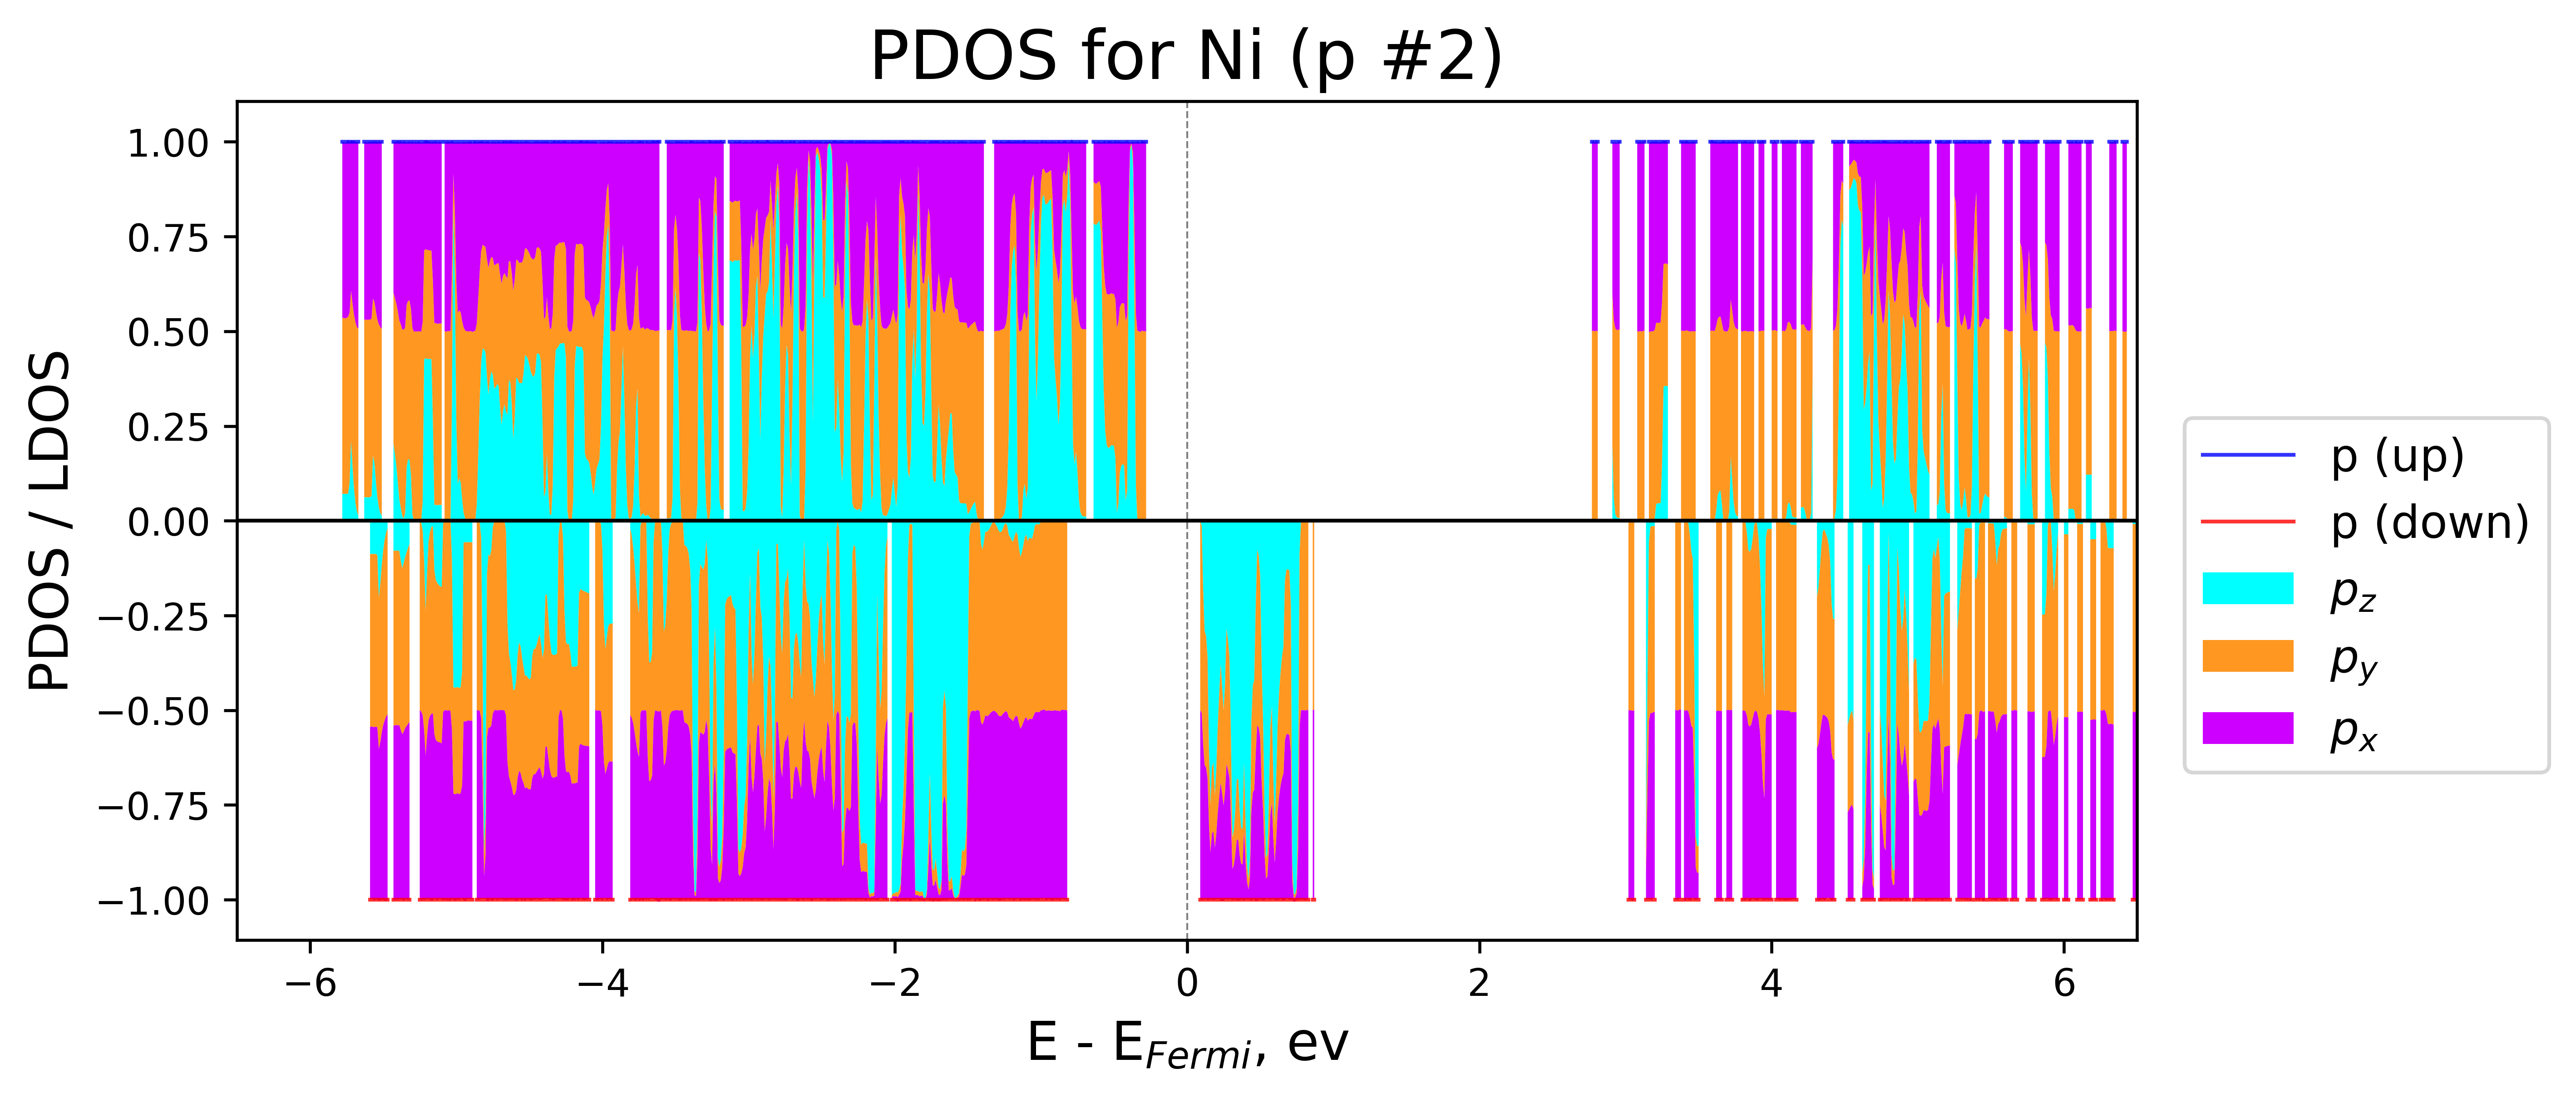 PDOS for Ni (p #2)
PDOS / LDOS
1.00
0.75
0.50
0.25
0.00
−0.25
−0.50
−0.75
−1.00
−6
−4
−2
0
2
4
6
E - E_Fermi, ev
p (up)
p (down)
p_z
p_y
p_x